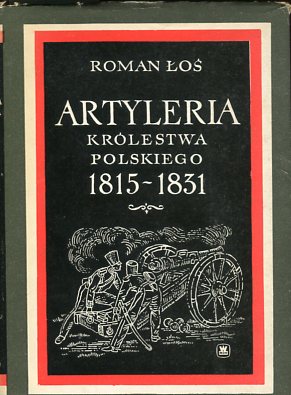 ROMAN ŁOŚ
ARTYLERIA
KRÓLESTWA
POLSKIEGO
1815-1831